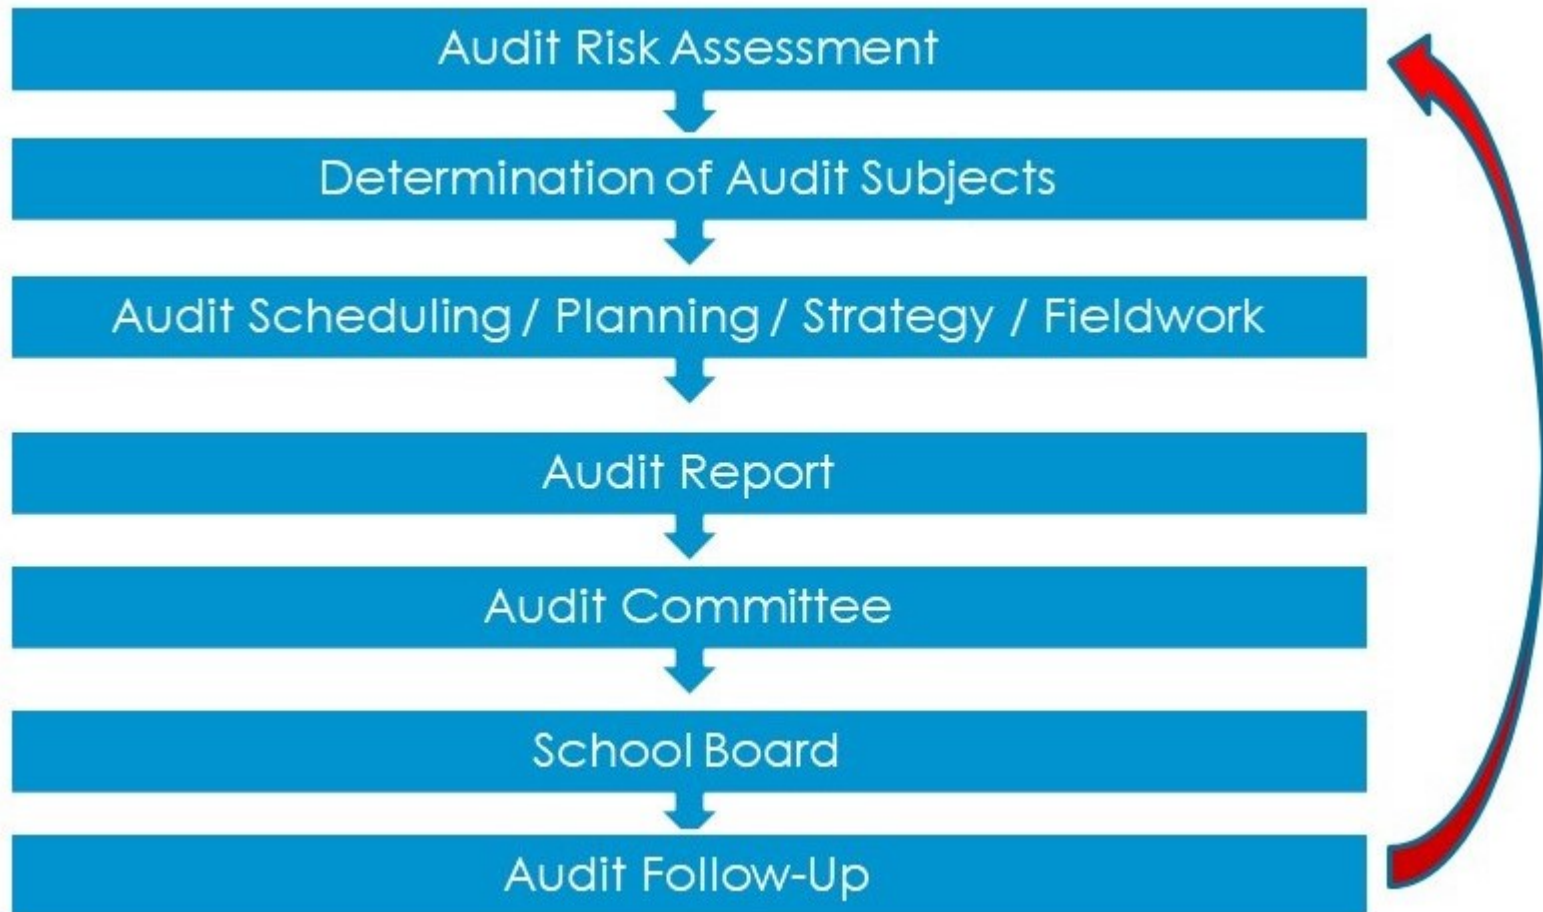 Audit Risk Assessment
Determination of Audit Subjects
Audit Scheduling / Planning / Strategy / Fieldwork
Audit Report
Audit Committee
School Board
Audit Follow-Up